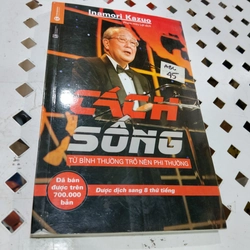 Inamori Kazuo
45
CÁCH
SỐNG
TỪ BÌNH THƯỜNG TRỞ NÊN PHI THƯỜNG
Đã bán
được trên
700.000
bản
Được dịch sang 8 thứ tiếng